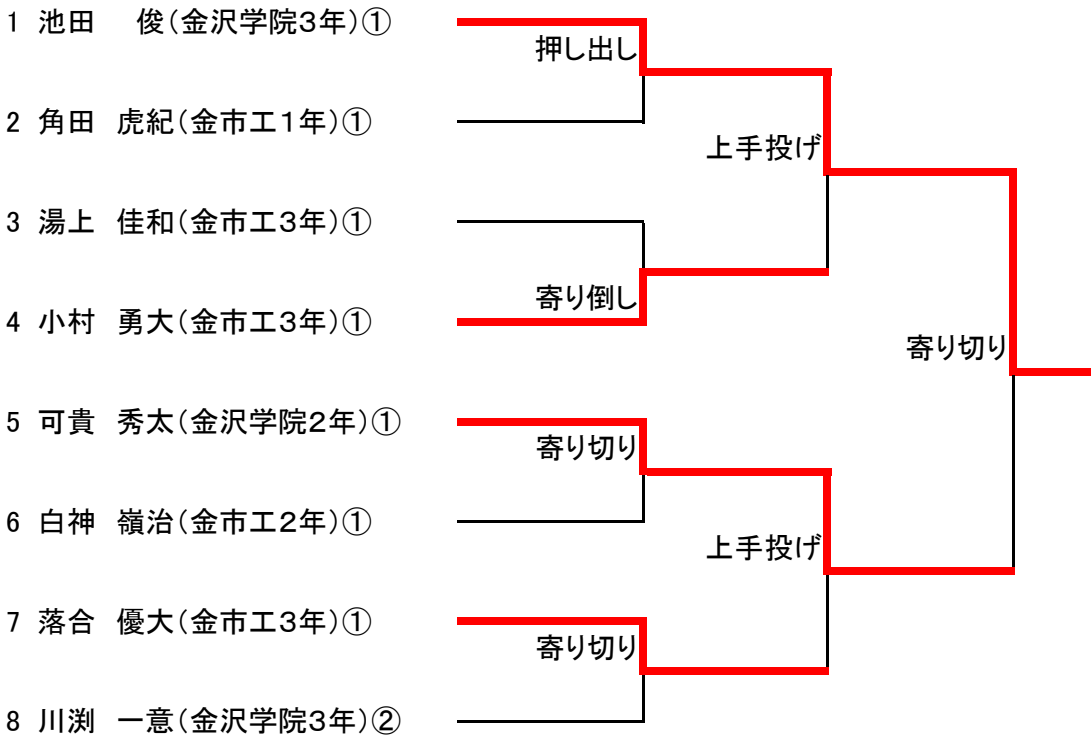 1 池田　俊(金沢学院3年)①
押し出し
2 角田　虎紀(金市工1年)①
上手投げ
3 湯上　佳和(金市工3年)①
寄り倒し
4 小村　勇大(金市工3年)①
寄り切り
5 可貴　秀太(金沢学院2年)①
寄り切り
6 白神　嶺治(金市工2年)①
上手投げ
7 落合　優大(金市工3年)①
寄り切り
8 川渕　一意(金沢学院3年)②